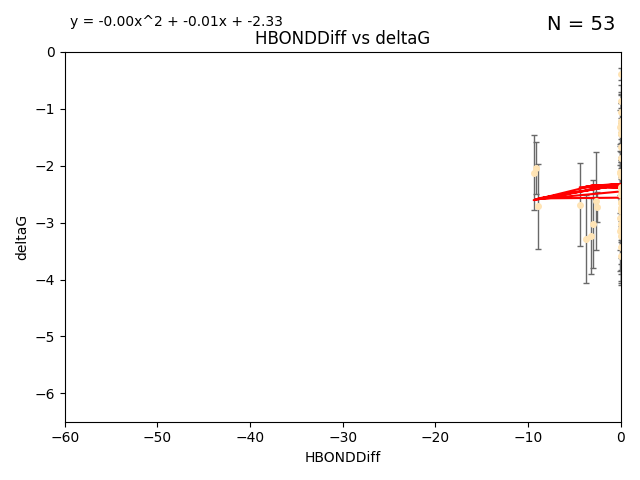 y = -0.00x^2 + -0.01x + -2.33
N = 53
HBONDDiff vs deltaG
0
−1
−2
−3
−4
−5
−6
deltaG
−60
−50
−40
−30
−20
−10
0
HBONDDiff